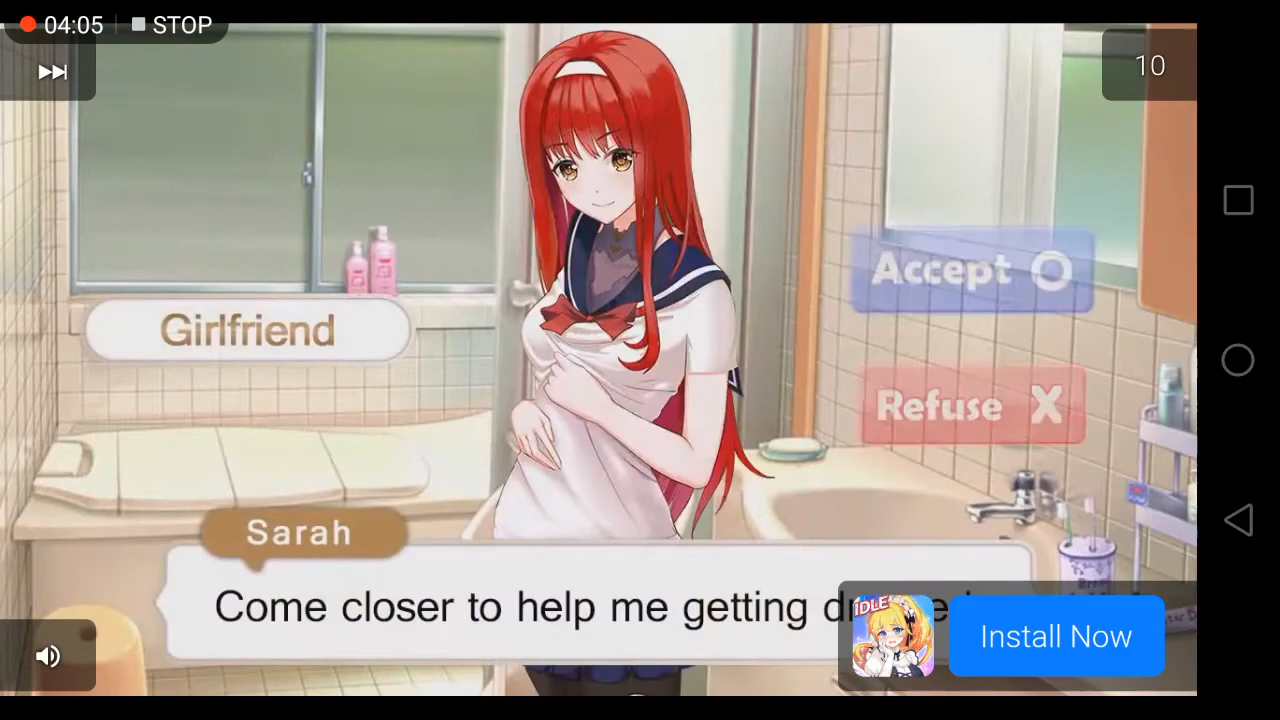 04:05 STOP
10
Accept
Girlfriend
Refuse X
Sarah
Come closer to help me getting
IDLE
Install Now